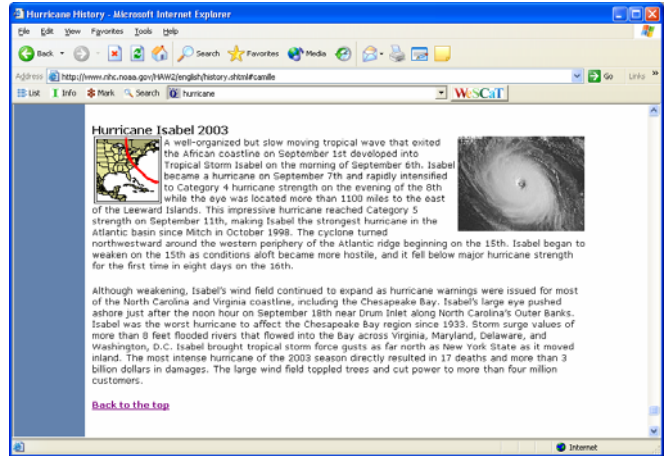 Hurricane History - Microsoft Internet Explorer
File Edit View Favorites Tools Help
Back Search Favorites Media
Address http://www.nhc.noaa.gov/HAW2/english/history.shtml#camille Go Links »
List Info Mark Search hurricane WeSCaT
Hurricane Isabel 2003
A well-organized but slow moving tropical wave that exited
the African coastline on September 1st developed into
Tropical Storm Isabel on the morning of September 6th. Isabel
became a hurricane on September 7th and rapidly intensified
to Category 4 hurricane strength on the evening of the 8th
while the eye was located more than 1100 miles to the east
of the Leeward Islands. This impressive hurricane reached Category 5
strength on September 11th, making Isabel the strongest hurricane in the
Atlantic basin since Mitch in October 1998. The cyclone turned
northwestward around the western periphery of the Atlantic ridge beginning on the 15th. Isabel began to
weaken on the 15th as conditions aloft became more hostile, and it fell below major hurricane strength
for the first time in eight days on the 16th.
Although weakening, Isabel's wind field continued to expand as hurricane warnings were issued for most
of the North Carolina and Virginia coastline, including the Chesapeake Bay. Isabel's large eye pushed
ashore just after the noon hour on September 18th near Drum Inlet along North Carolina's Outer Banks.
Isabel was the worst hurricane to affect the Chesapeake Bay region since 1933. Storm surge values of
more than 8 feet flooded rivers that flowed into the Bay across Virginia, Maryland, Delaware, and
Washington, D.C. Isabel brought tropical storm force gusts as far north as New York State as it moved
inland. The most intense hurricane of the 2003 season directly resulted in 17 deaths and more than 3
billion dollars in damages. The large wind field toppled trees and cut power to more than four million
customers.
Back to the top
Internet